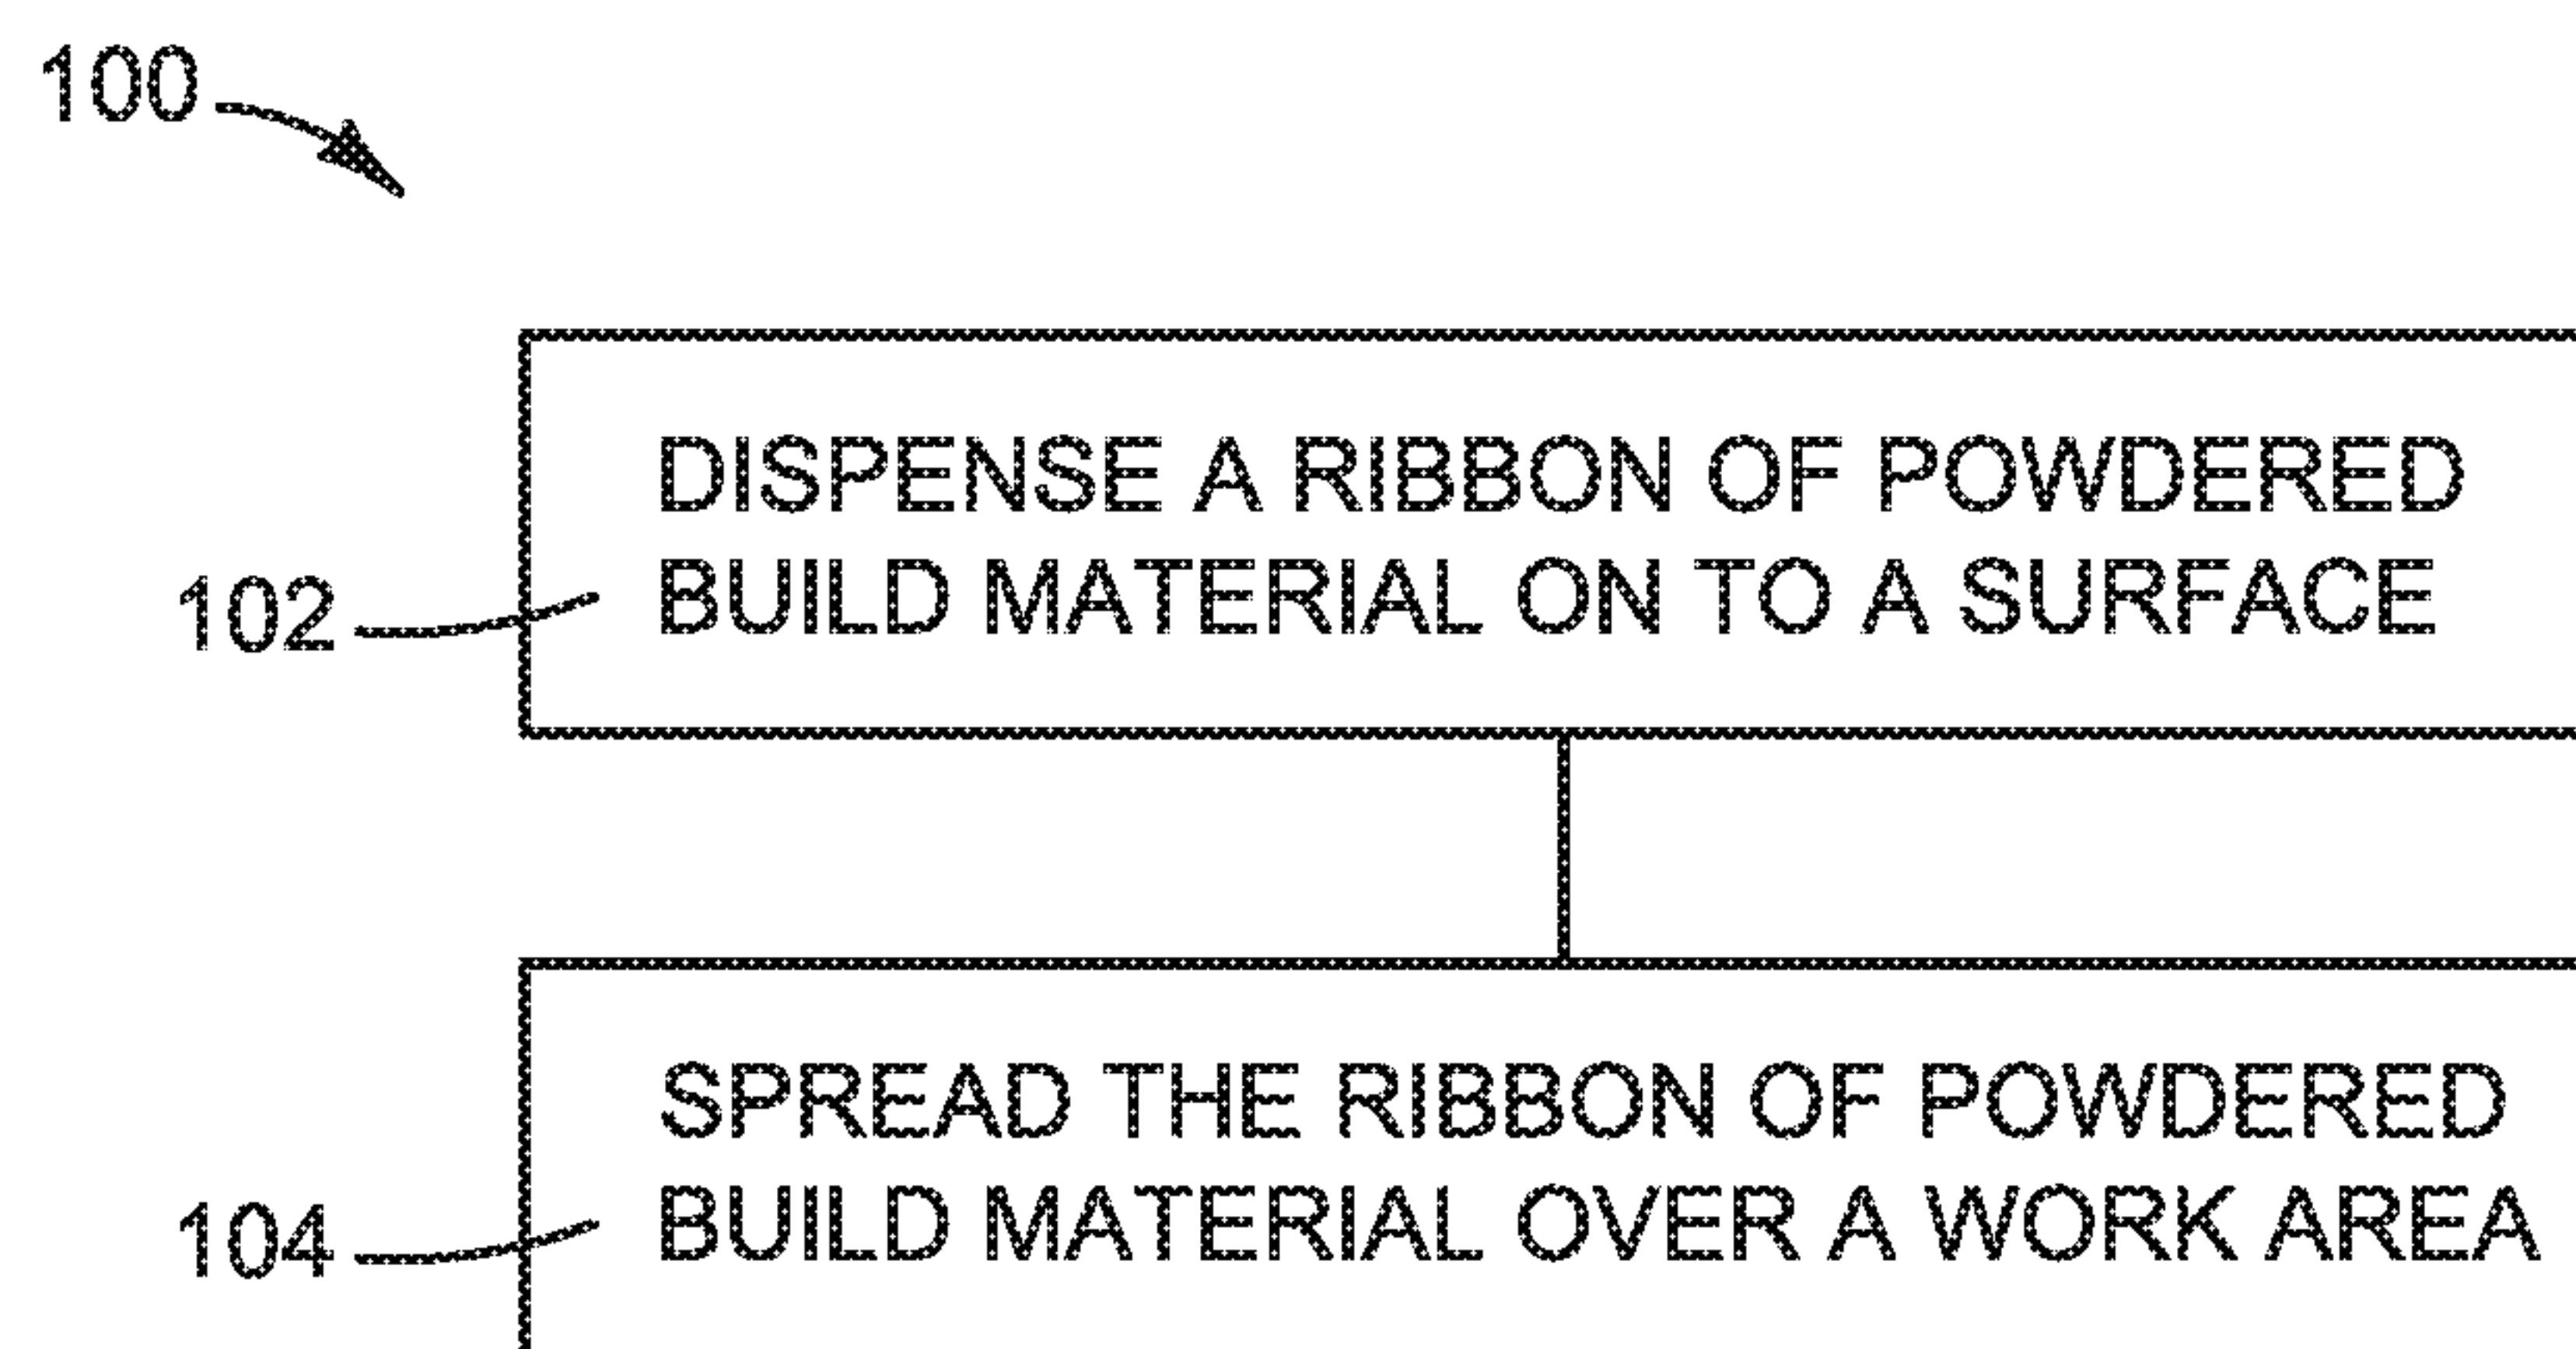 100
DISPENSE A RIBBON OF POWDERED
BUILD MATERIAL ON TO A SURFACE
102
SPREAD THE RIBBON OF POWDERED
BUILD MATERIAL OVER A WORK AREA
104